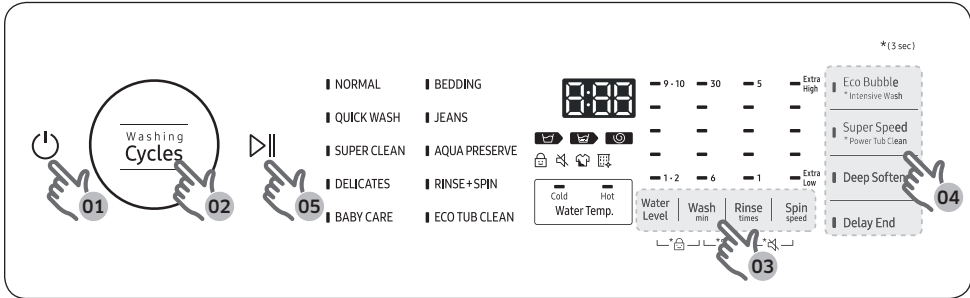 *(3 sec)
01
Washing
Cycles
02
05
NORMAL
QUICK WASH
SUPER CLEAN
DELICATES
BABY CARE
BEDDING
JEANS
AQUA PRESERVE
RINSE+SPIN
ECO TUB CLEAN
8:88
Cold Hot
Water Temp.
9-10 30 5 Extra High
1-2 6 1 Extra Low
Water Level
Wash min
Rinse times
Spin speed
* * *
03
Eco Bubble
* Intensive Wash
Super Speed
* Power Tub Clean
Deep Soften
04
Delay End